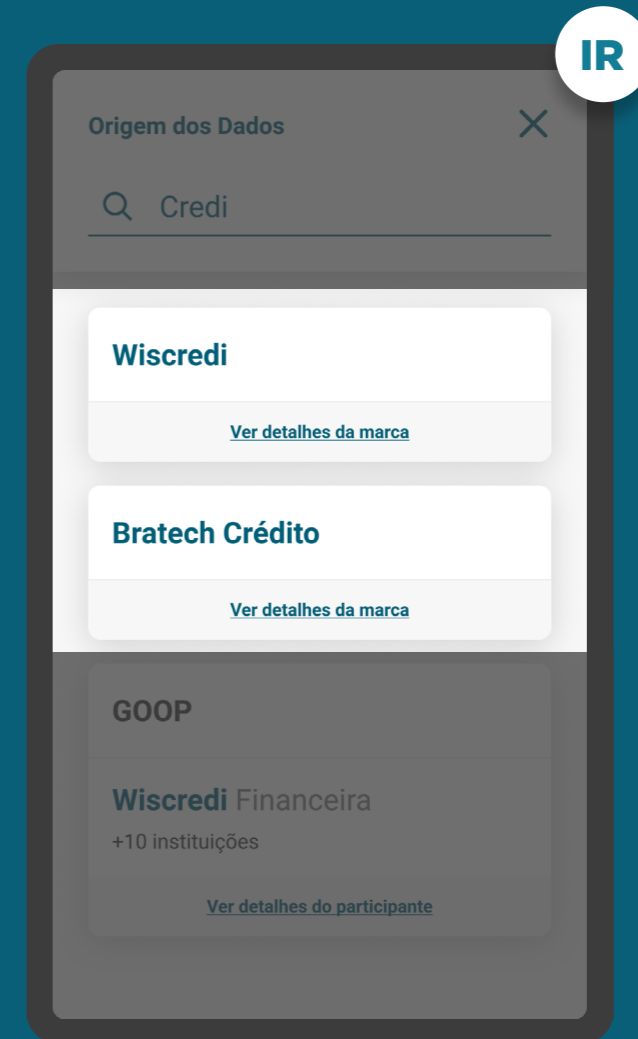 IR
Origem dos Dados
Credi
Wiscredi
Ver detalhes da marca
Bratech Crédito
Ver detalhes da marca
GOOP
Wiscredi Financeira
+10 instituições
Ver detalhes do participante